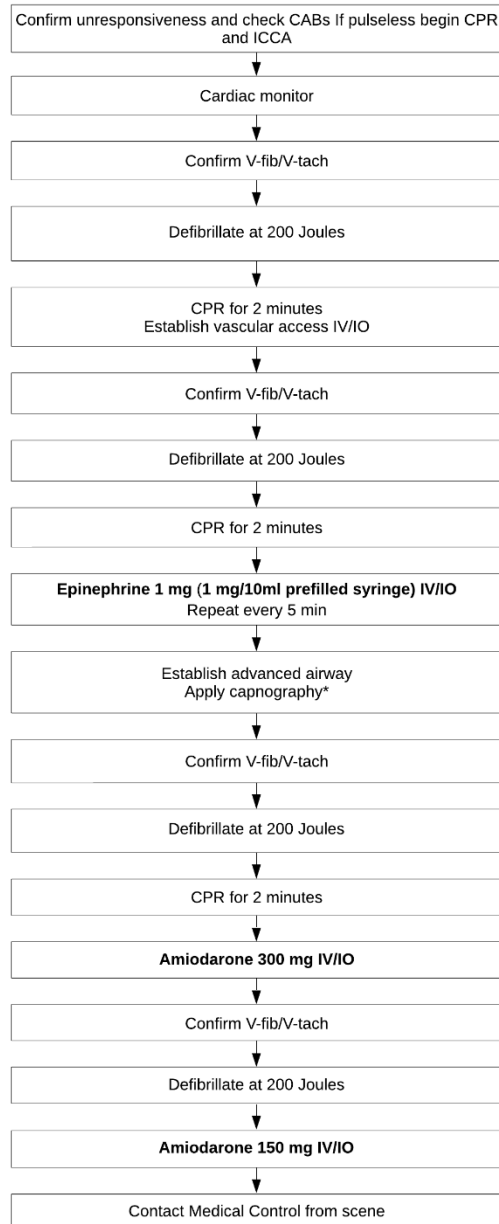 Confirm unresponsiveness and check CABs If pulseless begin CPR
and ICCA
Cardiac monitor
Confirm V-fib/V-tach
Defibrillate at 200 Joules
CPR for 2 minutes
Establish vascular access IV/IO
Confirm V-fib/V-tach
Defibrillate at 200 Joules
CPR for 2 minutes
Epinephrine 1 mg (1 mg/10ml prefilled syringe) IV/IO
Repeat every 5 min
Establish advanced airway
Apply capnography*
Confirm V-fib/V-tach
Defibrillate at 200 Joules
CPR for 2 minutes
Amiodarone 300 mg IV/IO
Confirm V-fib/V-tach
Defibrillate at 200 Joules
Amiodarone 150 mg IV/IO
Contact Medical Control from scene